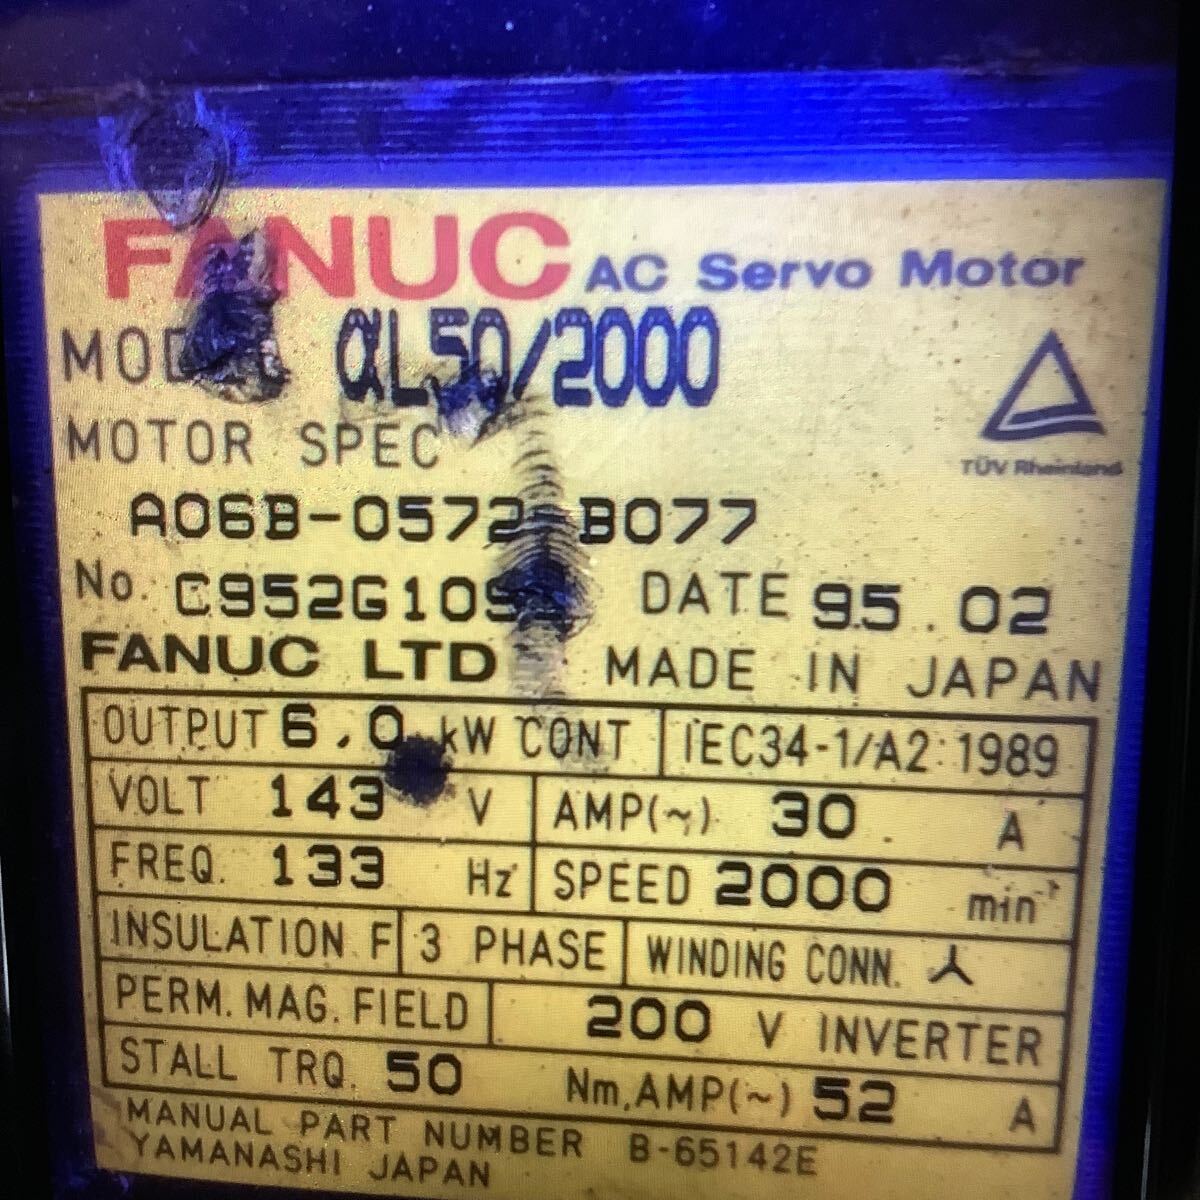 FANUC AC Servo Motor
MODEL αL50/2000
MOTOR SPEC
TÜV Rheinland
A06B-0572-B077
No. DATE 95.02
FANUC LTD MADE IN JAPAN
OUTPUT 6.0 kW CONT IEC34-1/A2:1989
VOLT 143 V AMP(~) 30. A
FREQ. 133 Hz SPEED 2000 min⁻¹
INSULATION F 3 PHASE WINDING CONN.
PERM. MAG. FIELD 200 V INVERTER
STALL TRQ. 50 Nm, AMP(~) 52 A
MANUAL PART NUMBER B-65142E
YAMANASHI JAPAN